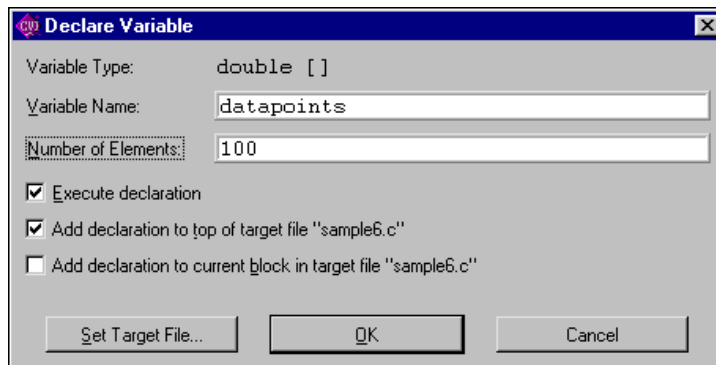 CVI Declare Variable
Variable Type: double []
Variable Name: datapoints
Number of Elements: 100
Execute declaration
Add declaration to top of target file "sample6.c"
Add declaration to current block in target file "sample6.c"
Set Target File... OK Cancel